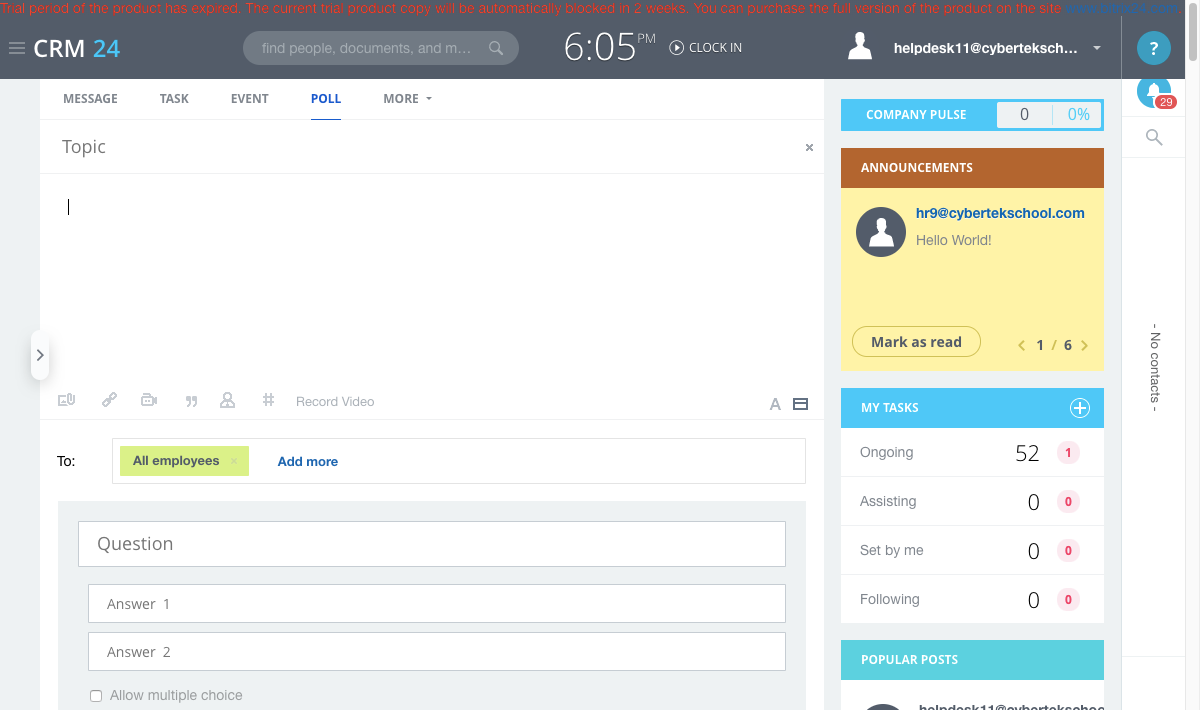 Trial period of the product has expired. The current trial product copy will be automatically blocked in 2 weeks. You can purchase the full version of the product on the site
CRM 24
find people, documents, and m...
6:05 PM
CLOCK IN
helpdesk11@cyberteksch...
?
MESSAGE
TASK
EVENT
POLL
MORE
Topic
Record Video
A
To:
All employees
Add more
Question
Answer 1
Answer 2
Allow multiple choice
COMPANY PULSE
0
0%
ANNOUNCEMENTS
hr9@cybertekschool.com
Hello World!
Mark as read
1 / 6
MY TASKS
Ongoing
52
1
Assisting
0
0
Set by me
0
0
Following
0
0
POPULAR POSTS
29
- No contacts -